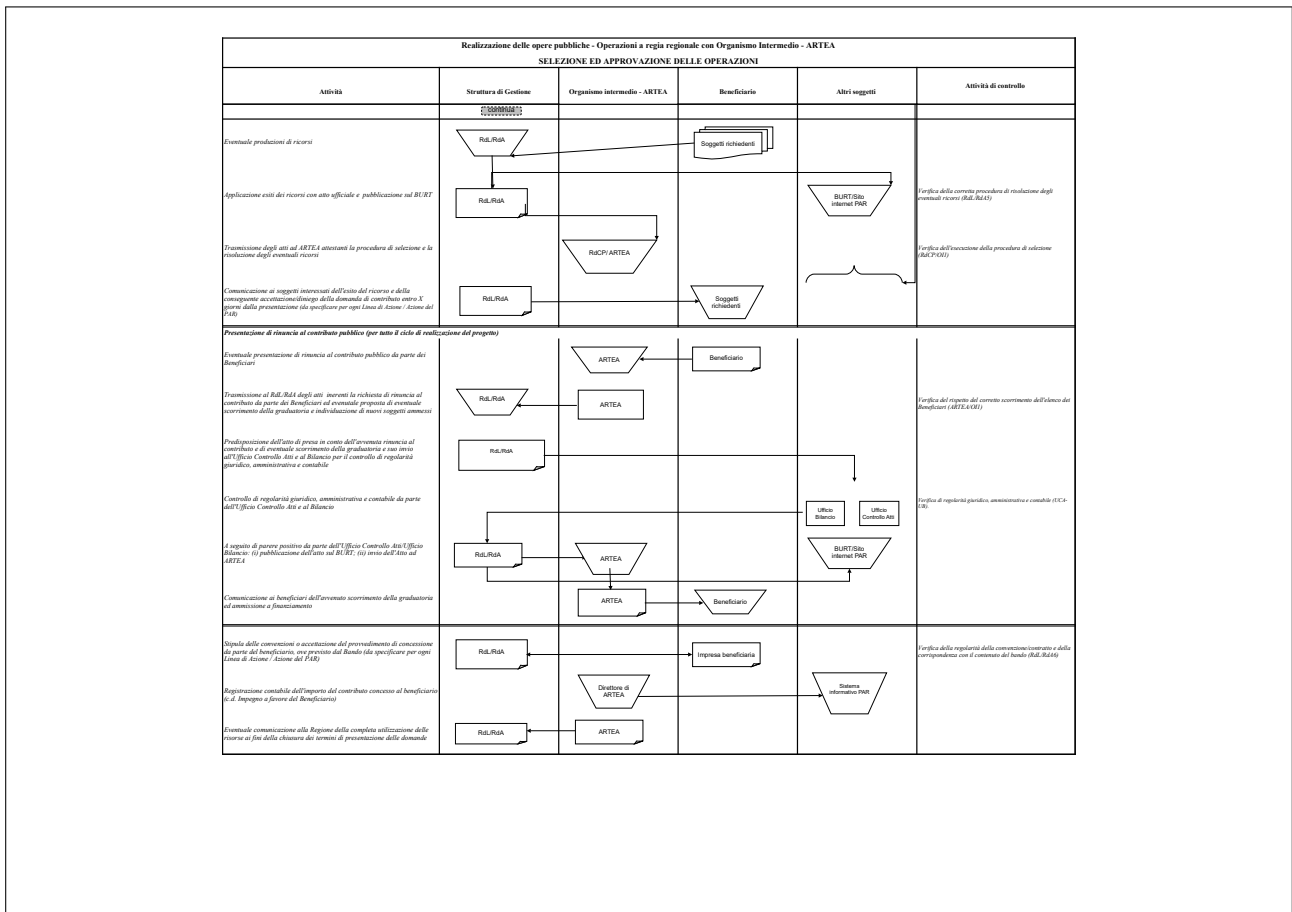 Realizzazione delle opere pubbliche - Operazioni a regia regionale con Organismo Intermedio - ARTEA
SELEZIONE ED APPROVAZIONE DELLE OPERAZIONI
Attività
Struttura di Gestione
Organismo intermedio - ARTEA
Beneficiario
Altri soggetti
Attività di controllo
continua
Eventuale produzioni di ricorsi
RdL/RdA
Soggetti richiedenti
Applicazione esiti dei ricorsi con atto ufficiale e pubblicazione sul BURT
RdL/RdA
BURT/Sito
internet PAR
Verifica della corretta procedura di risoluzione degli
eventuali ricorsi (RdL/RdA5)
Trasmissione degli atti ad ARTEA attestanti la procedura di selezione e la
risoluzione degli eventuali ricorsi
RdCP/ ARTEA
Verifica dell'esecuzione della procedura di selezione
(RdCP/OI1)
Comunicazione ai soggetti interessati dell'esito del ricorso e della
conseguente accettazione/diniego della domanda di contributo entro X
giorni dalla presentazione (da specificare per ogni Linea di Azione / Azione del
PAR)
RdL/RdA
Soggetti
richiedenti
Presentazione di rinuncia al contributo pubblico (per tutto il ciclo di realizzazione del progetto)
Eventuale presentazione di rinuncia al contributo pubblico da parte dei
Beneficiari
ARTEA
Beneficiario
Trasmissione al RdL/RdA degli atti inerenti la richiesta di rinuncia al
contributo da parte dei Beneficiari ed evenutale proposta di eventuale
scorrimento della graduatoria e individuazione di nuovi soggetti ammessi
RdL/RdA
ARTEA
Verifica del rispetto del corretto scorrimento dell'elenco dei
Beneficiari (ARTEA/OI1)
Predisposizione dell'atto di presa in conto dell'avvenuta rinuncia al
contributo e di eventuale scorrimento della graduatoria e suo invio
all'Ufficio Controllo Atti e al Bilancio per il controllo di regolarità
giuridico, amministrativa e contabile
RdL/RdA
Controllo di regolarità giuridico, amministrativa e contabile da parte
dell'Ufficio Controllo Atti e al Bilancio
Ufficio
Bilancio
Ufficio
Controllo Atti
Verifica di regolarità giuridico, amministrativa e contabile (UCA-
UB).
A seguito di parere positivo da parte dell'Ufficio Controllo Atti/Ufficio
Bilancio: (i) pubblicazione dell'atto sul BURT; (ii) invio dell'Atto ad
ARTEA
RdL/RdA
ARTEA
BURT/Sito
internet PAR
Comunicazione ai beneficiari dell'avvenuto scorrimento della graduatoria
ed ammissione a finanziamento
ARTEA
Beneficiario
Stipula delle convenzioni o accettazione del provvedimento di concessione
da parte del beneficiario, ove previsto dal Bando (da specificare per ogni
Linea di Azione / Azione del PAR)
RdL/RdA
Impresa beneficiaria
Verifica della regolarità della convenzione/contratto e della
corrispondenza con il contenuto del bando (RdL/RdA6)
Registrazione contabile dell'importo del contributo concesso al beneficiario
(c.d. Impegno a favore del Beneficiario)
Direttore di
ARTEA
Sistema
informativo PAR
Eventuale comunicazione alla Regione della completa utilizzazione delle
risorse ai fini della chiusura dei termini di presentazione delle domande
RdL/RdA
ARTEA